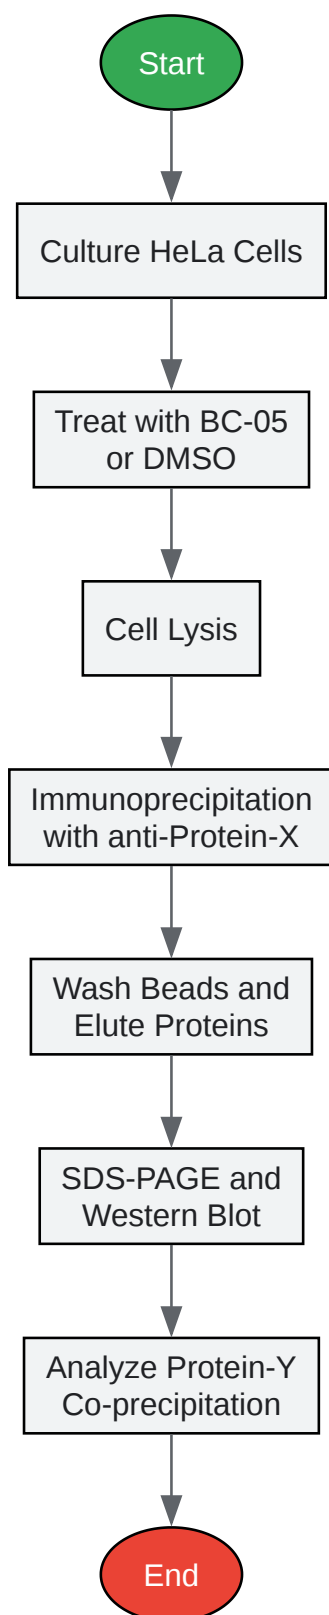 Start
Culture HeLa Cells
Treat with BC-05
or DMSO
Cell Lysis
Immunoprecipitation
with anti-Protein-X
Wash Beads and
Elute Proteins
SDS-PAGE and
Western Blot
Analyze Protein-Y
Co-precipitation
End